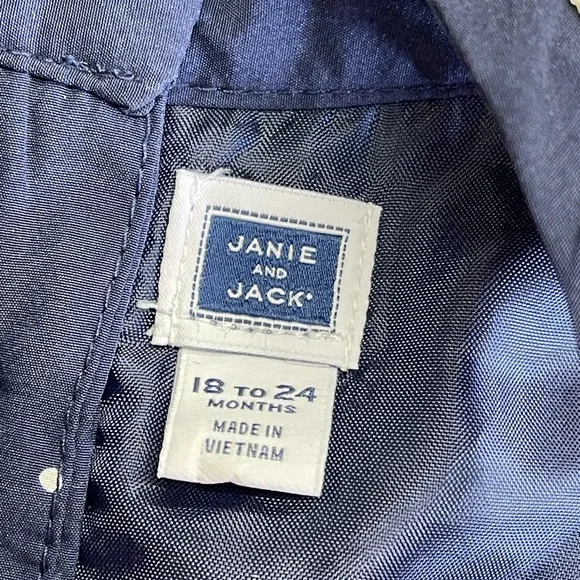 JANIE
AND
JACK
18 TO 24
MONTHS
MADE IN
VIETNAM